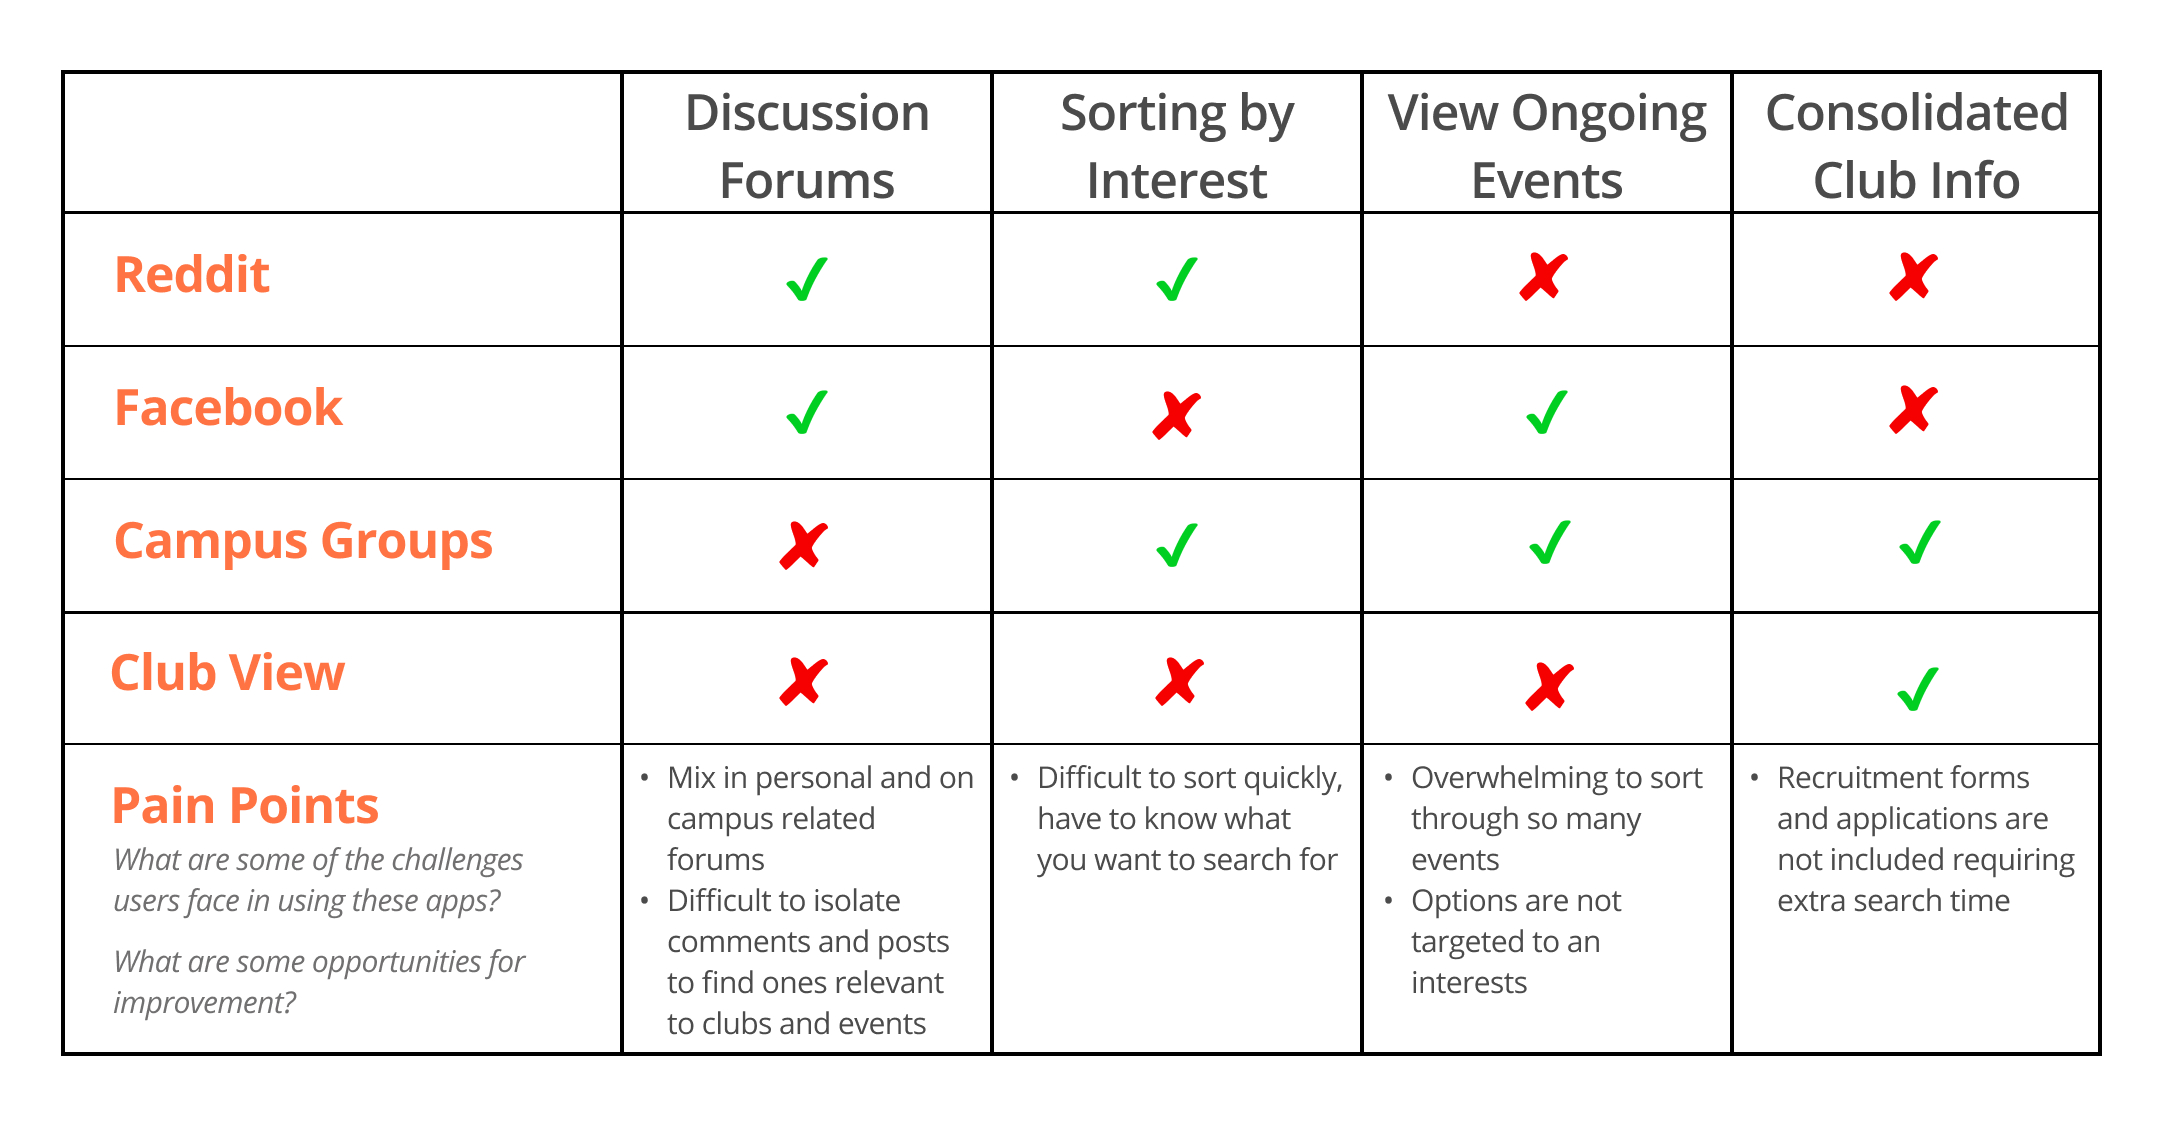 Discussion
Forums
Sorting by
Interest
View Ongoing
Events
Consolidated
Club Info
Reddit
✓
✓
✗
✗
Facebook
✓
✗
✓
✗
Campus Groups
✗
✓
✓
✓
Club View
✗
✗
✗
✓
Pain Points
What are some of the challenges
users face in using these apps?
What are some opportunities for
improvement?
• Mix in personal and on
campus related
forums
• Difficult to isolate
comments and posts
to find ones relevant
to clubs and events
• Difficult to sort quickly,
have to know what
you want to search for
• Overwhelming to sort
through so many
events
• Options are not
targeted to an
interests
• Recruitment forms
and applications are
not included requiring
extra search time